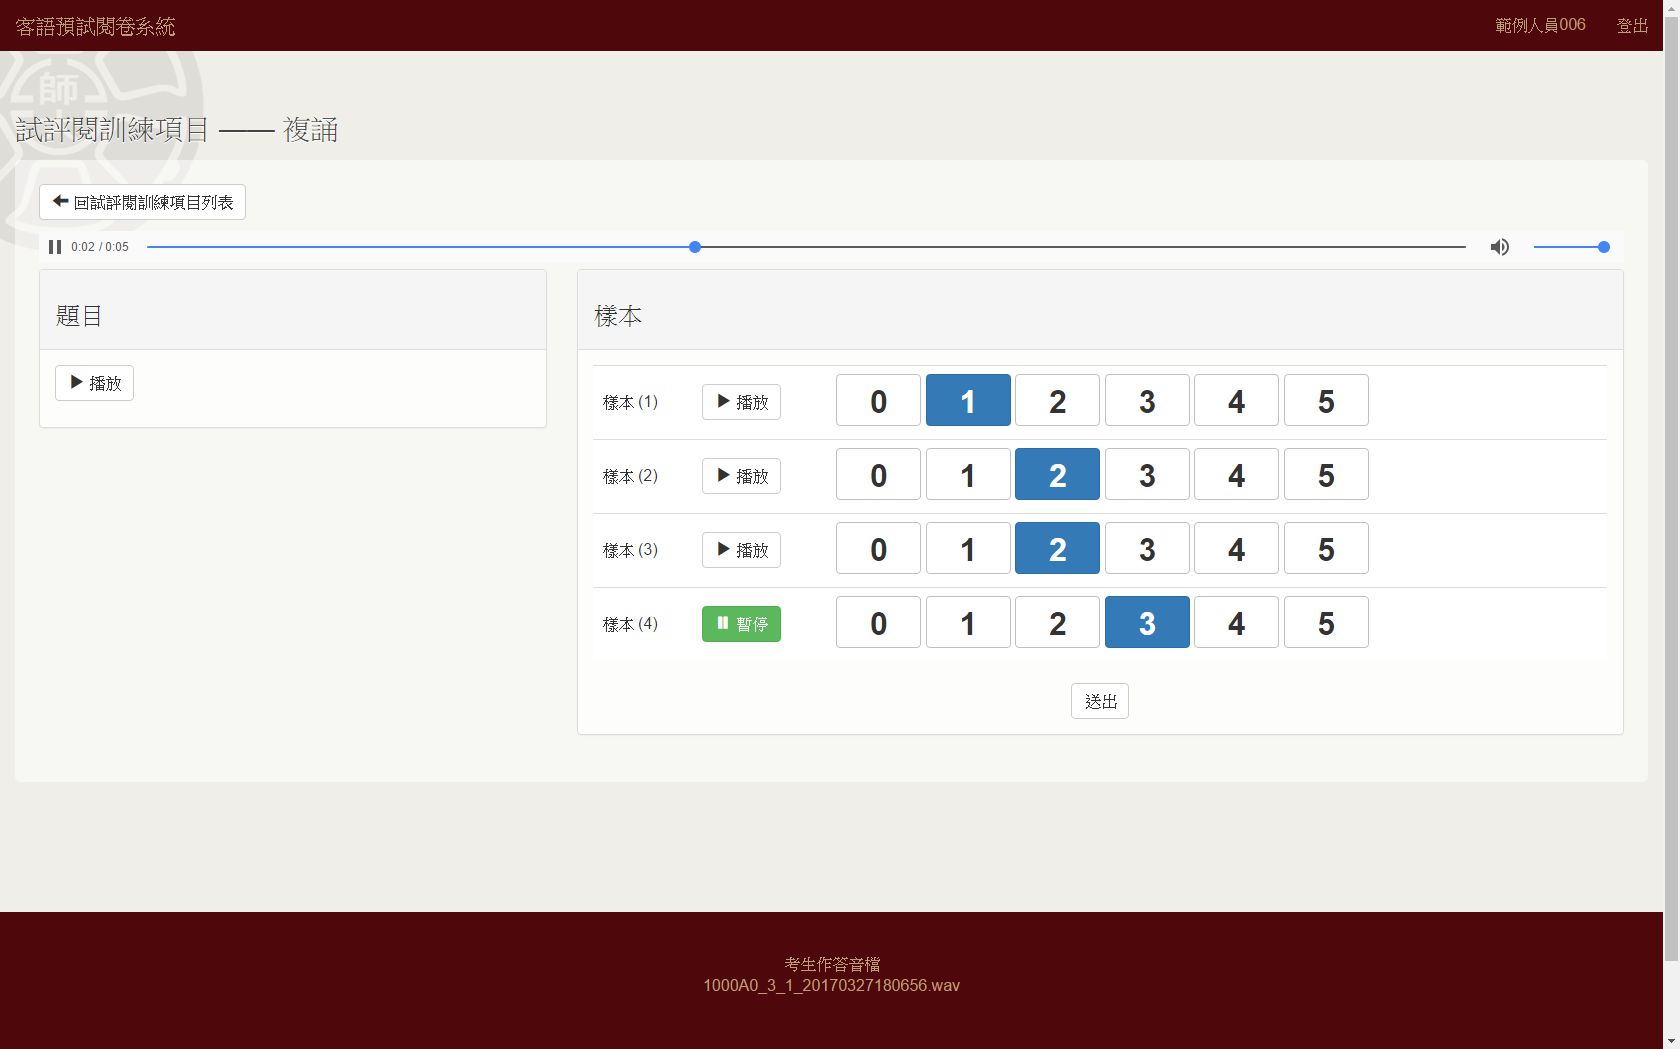 客語預試閱卷系統
範例人員006 登出
師
試評閱訓練項目 —— 複誦
回試評閱訓練項目列表
0:02 / 0:05
題目
播放
樣本
樣本 (1) 播放 0 1 2 3 4 5
樣本 (2) 播放 0 1 2 3 4 5
樣本 (3) 播放 0 1 2 3 4 5
樣本 (4) 暫停 0 1 2 3 4 5
送出
考生作答音檔
1000A0_3_1_20170327180656.wav